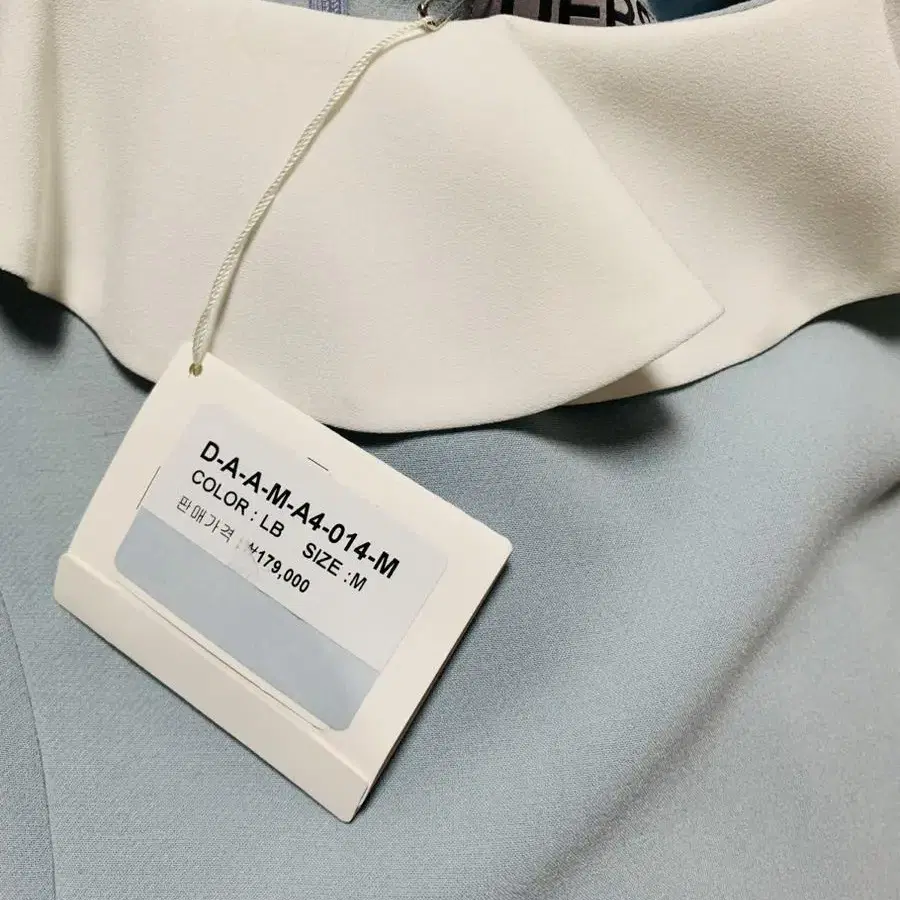 D-A-A-M-A4-014-M
COLOR : LB SIZE : M
판매가격 : ₩179,000